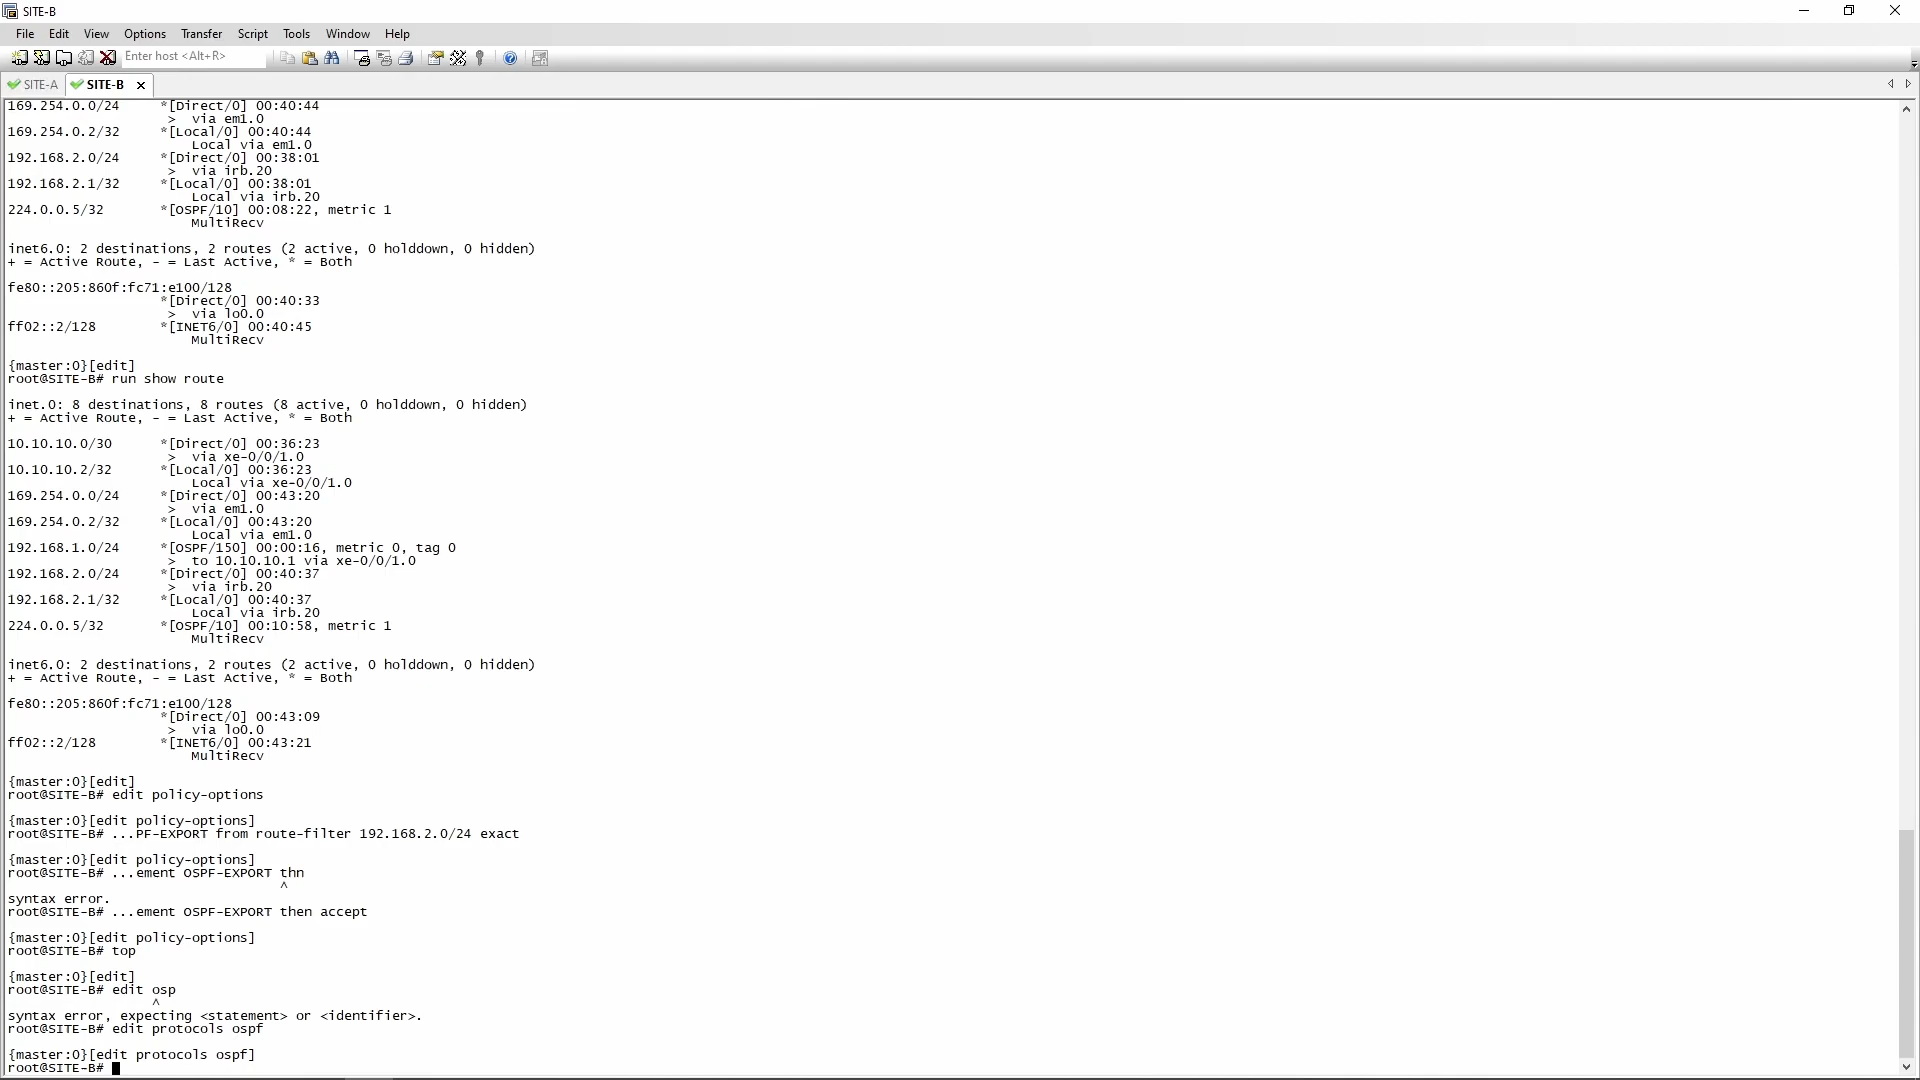 SITE-B
File Edit View Options Transfer Script Tools Window Help
Enter host <Alt+R>
SITE-A SITE-B
169.254.0.0/24     *[Direct/0] 00:40:44
                    >  via em1.0
169.254.0.2/32     *[Local/0] 00:40:44
                       Local via em1.0
192.168.2.0/24     *[Direct/0] 00:38:01
                    >  via irb.20
192.168.2.1/32     *[Local/0] 00:38:01
                       Local via irb.20
224.0.0.5/32       *[OSPF/10] 00:08:22, metric 1
                       MultiRecv
inet6.0: 2 destinations, 2 routes (2 active, 0 holddown, 0 hidden)
+ = Active Route, - = Last Active, * = Both
fe80::205:860f:fc71:e100/128
                   *[Direct/0] 00:40:33
                    >  via lo0.0
ff02::2/128        *[INET6/0] 00:40:45
                       MultiRecv
{master:0}[edit]
root@SITE-B# run show route
inet.0: 8 destinations, 8 routes (8 active, 0 holddown, 0 hidden)
+ = Active Route, - = Last Active, * = Both
10.10.10.0/30      *[Direct/0] 00:36:23
                    >  via xe-0/0/1.0
10.10.10.2/32      *[Local/0] 00:36:23
                       Local via xe-0/0/1.0
169.254.0.0/24     *[Direct/0] 00:43:20
                    >  via em1.0
169.254.0.2/32     *[Local/0] 00:43:20
                       Local via em1.0
192.168.1.0/24     *[OSPF/150] 00:00:16, metric 0, tag 0
                    >  to 10.10.10.1 via xe-0/0/1.0
192.168.2.0/24     *[Direct/0] 00:40:37
                    >  via irb.20
192.168.2.1/32     *[Local/0] 00:40:37
                       Local via irb.20
224.0.0.5/32       *[OSPF/10] 00:10:58, metric 1
                       MultiRecv
inet6.0: 2 destinations, 2 routes (2 active, 0 holddown, 0 hidden)
+ = Active Route, - = Last Active, * = Both
fe80::205:860f:fc71:e100/128
                   *[Direct/0] 00:43:09
                    >  via lo0.0
ff02::2/128        *[INET6/0] 00:43:21
                       MultiRecv
{master:0}[edit]
root@SITE-B# edit policy-options
{master:0}[edit policy-options]
root@SITE-B# ...PF-EXPORT from route-filter 192.168.2.0/24 exact
{master:0}[edit policy-options]
root@SITE-B# ...ement OSPF-EXPORT thn
                                  ^
syntax error.
root@SITE-B# ...ement OSPF-EXPORT then accept
{master:0}[edit policy-options]
root@SITE-B# top
{master:0}[edit]
root@SITE-B# edit osp
                  ^
syntax error, expecting <statement> or <identifier>.
root@SITE-B# edit protocols ospf
{master:0}[edit protocols ospf]
root@SITE-B#